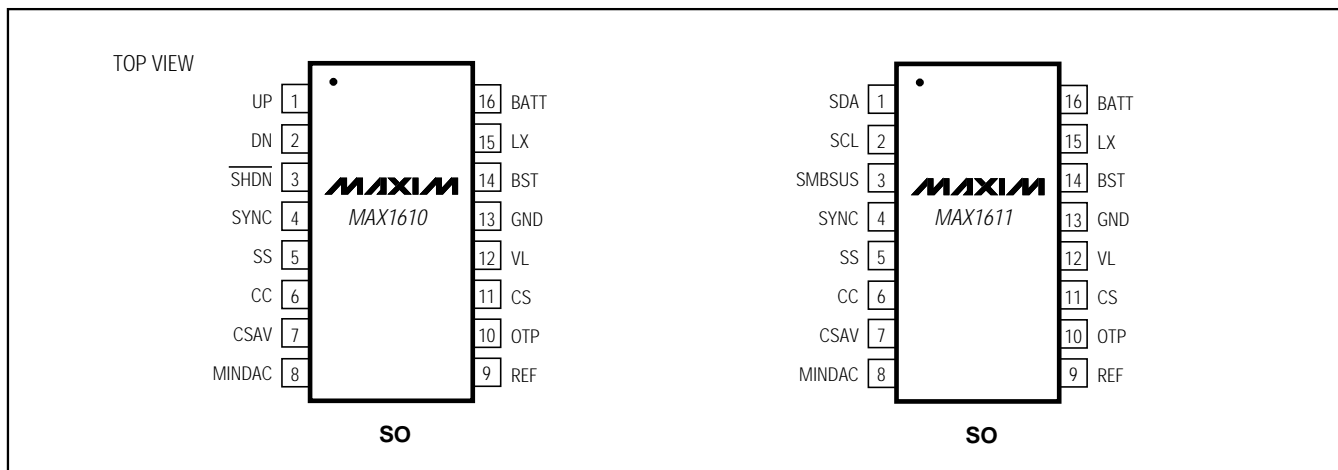 TOP VIEW
UP 1
DN 2
S̅H̅D̅N̅ 3
SYNC 4
SS 5
CC 6
CSAV 7
MINDAC 8
MAXIM
MAX1610
16 BATT
15 LX
14 BST
13 GND
12 VL
11 CS
10 OTP
9 REF
SO
SDA 1
SCL 2
SMBSUS 3
SYNC 4
SS 5
CC 6
CSAV 7
MINDAC 8
MAXIM
MAX1611
16 BATT
15 LX
14 BST
13 GND
12 VL
11 CS
10 OTP
9 REF
SO